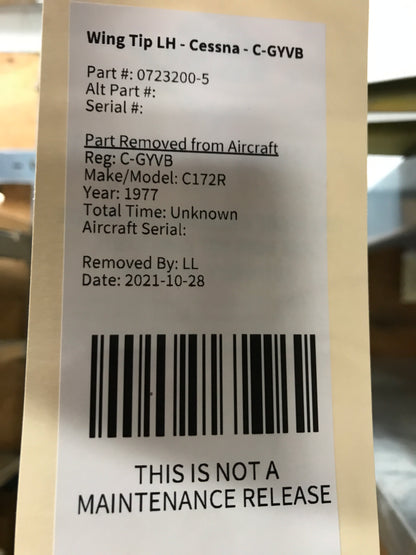 Wing Tip LH - Cessna - C-GYVB
Part #: 0723200-5
Alt Part #:
Serial #:
Part Removed from Aircraft
Reg: C-GYVB
Make/Model: C172R
Year: 1977
Total Time: Unknown
Aircraft Serial:
Removed By: LL
Date: 2021-10-28
THIS IS NOT A
MAINTENANCE RELEASE